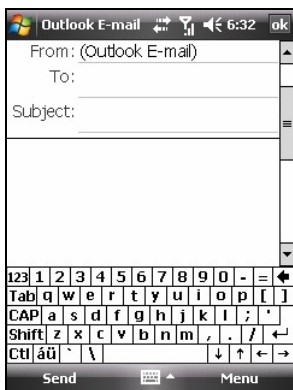 Outlook E-mail 6:32 ok
From: (Outlook E-mail)
To:
Subject:
123 1 2 3 4 5 6 7 8 9 0 - = ←
Tab q w e r t y u i o p [ ]
CAP a s d f g h j k l ; '
Shift z x c v b n m , . / ↵
Ctl áü ` \ ↓ ↑ ← →
Send Menu